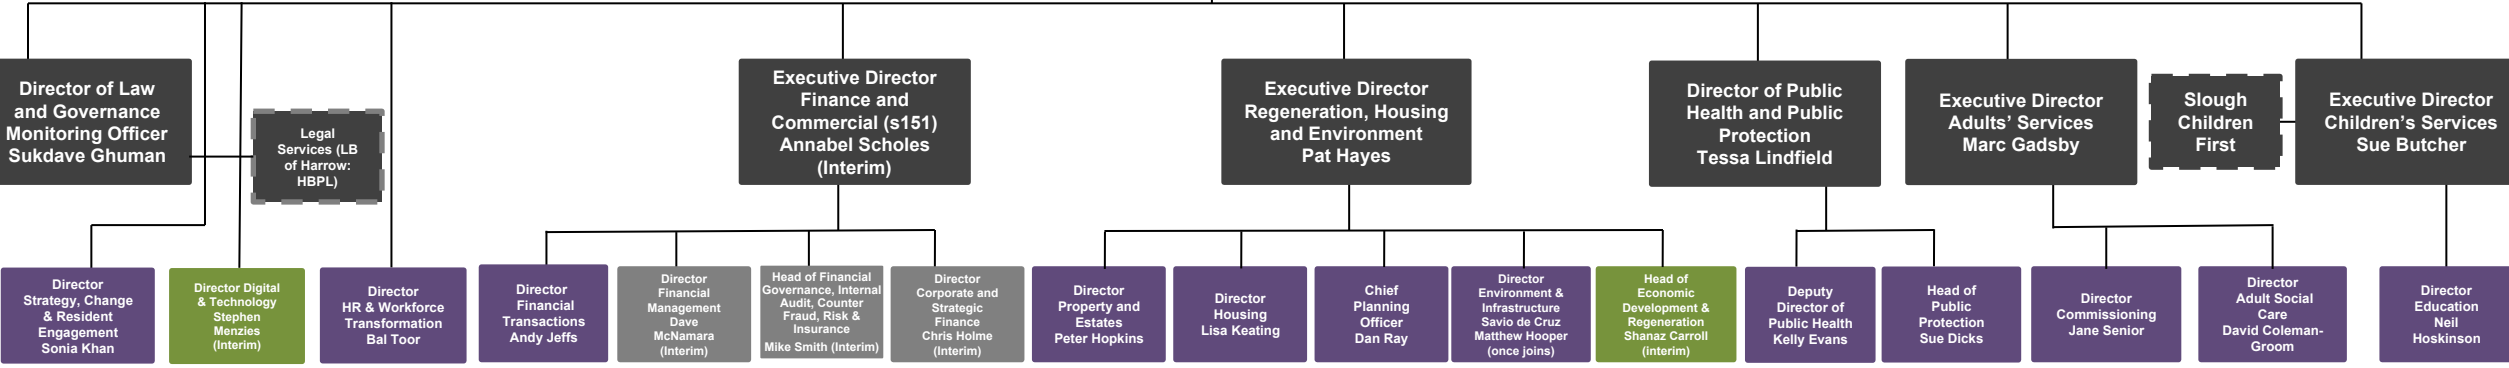 Director of Law
and Governance
Monitoring Officer
Sukdave Ghuman
Legal
Services (LB
of Harrow:
HBPL)
Executive Director
Finance and
Commercial (s151)
Annabel Scholes
(Interim)
Executive Director
Regeneration, Housing
and Environment
Pat Hayes
Director of Public
Health and Public
Protection
Tessa Lindfield
Executive Director
Adults’ Services
Marc Gadsby
Slough
Children
First
Executive Director
Children’s Services
Sue Butcher
Director
Strategy, Change
& Resident
Engagement
Sonia Khan
Director Digital
& Technology
Stephen
Menzies
(Interim)
Director
HR & Workforce
Transformation
Bal Toor
Director
Financial
Transactions
Andy Jeffs
Director
Financial
Management
Dave
McNamara
(Interim)
Head of Financial
Governance, Internal
Audit, Counter
Fraud, Risk &
Insurance
Mike Smith (Interim)
Director
Corporate and
Strategic
Finance
Chris Holme
(Interim)
Director
Property and
Estates
Peter Hopkins
Director
Housing
Lisa Keating
Chief
Planning
Officer
Dan Ray
Director
Environment &
Infrastructure
Savio de Cruz
Matthew Hooper
(once joins)
Head of
Economic
Development &
Regeneration
Shanaz Carroll
(interim)
Deputy
Director of
Public Health
Kelly Evans
Head of
Public
Protection
Sue Dicks
Director
Commissioning
Jane Senior
Director
Adult Social
Care
David Coleman-
Groom
Director
Education
Neil
Hoskinson